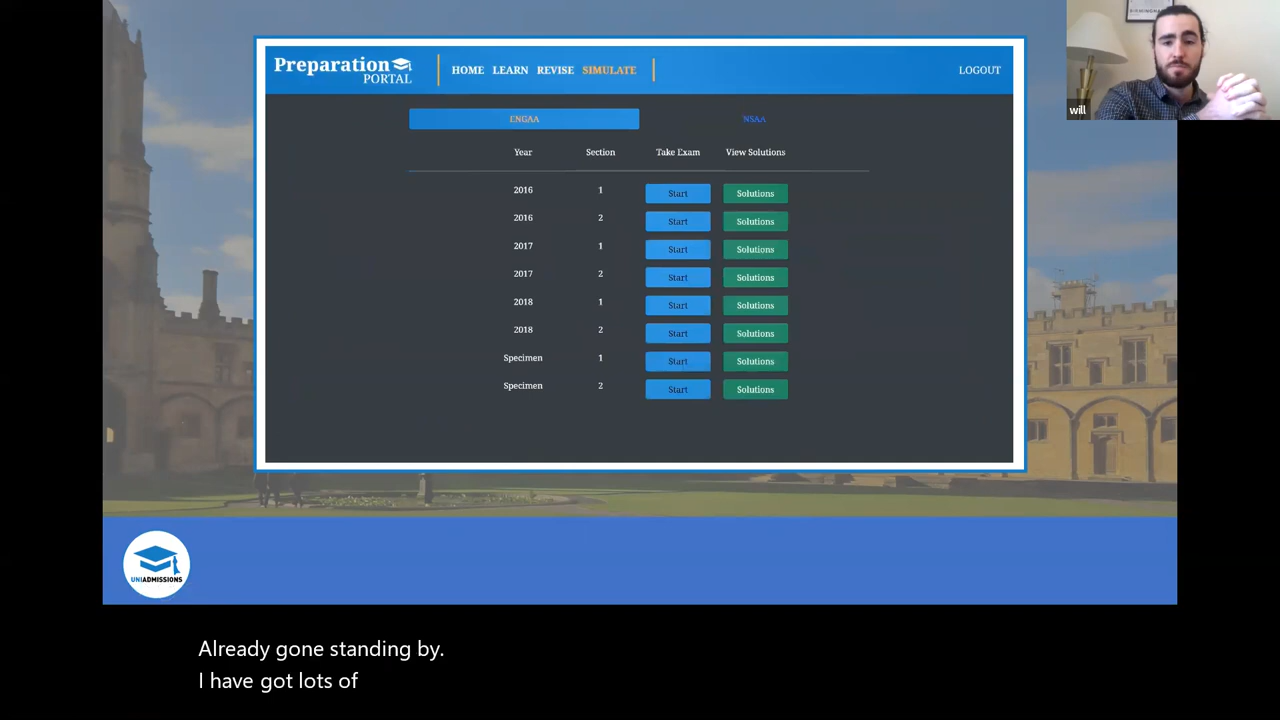 Preparation
PORTAL
HOME LEARN REVISE SIMULATE
LOGOUT
will
ENGAA NSAA
Year Section Take Exam View Solutions
2016 1 Start Solutions
2016 2 Start Solutions
2017 1 Start Solutions
2017 2 Start Solutions
2018 1 Start Solutions
2018 2 Start Solutions
Specimen 1 Start Solutions
Specimen 2 Start Solutions
UNIADMISSIONS
Already gone standing by.
I have got lots of